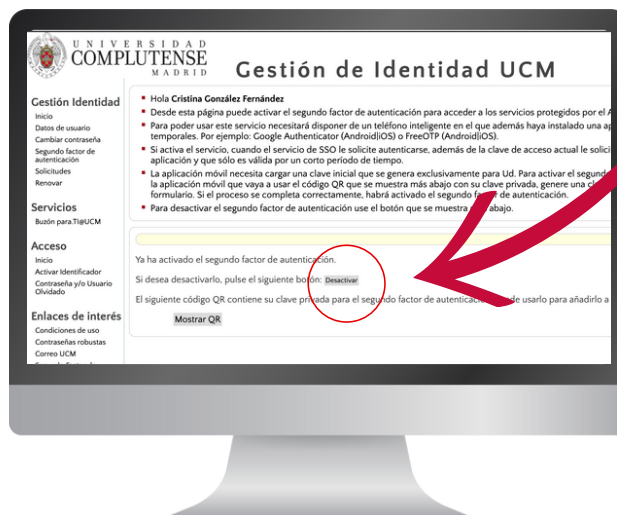 UNIVERSIDAD
COMPLUTENSE
MADRID
Gestión de Identidad UCM
Gestión Identidad
Inicio
Datos de usuario
Cambiar contraseña
Segundo factor de
autenticación
Solicitudes
Renovar
Servicios
Buzón para.TI@UCM
Acceso
Inicio
Activar Identificador
Contraseña y/o Usuario
Olvidado
Enlaces de interés
Condiciones de uso
Contraseñas robustas
Correo UCM
Hola Cristina González Fernández
Desde esta página puede activar el segundo factor de autenticación para acceder a los servicios protegidos por el
Para poder usar este servicio necesitará disponer de un teléfono inteligente en el que además haya instalado una
temporales. Por ejemplo: Google Authenticator (Android|iOS) o FreeOTP (Android|iOS).
Si activa el servicio, cuando el servicio de SSO le solicite autenticarse, además de la clave de acceso actual le
aplicación y que sólo es válida por un corto período de tiempo.
La aplicación móvil necesita cargar una clave inicial que se genera exclusivamente para Ud. Para activar el
la aplicación móvil que vaya a usar el código QR que se muestra más abajo con su clave privada, genere una
formulario. Si el proceso se completa correctamente, habrá activado el segundo de autenticación.
Para desactivar el segundo factor de autenticación use el botón que se muestra abajo.
Ya ha activado el segundo factor de autenticación.
Si desea desactivarlo, pulse el siguiente botón: Desactivar
El siguiente código QR contiene su clave privada para el segundo factor de usarlo para añadirlo a
Mostrar QR